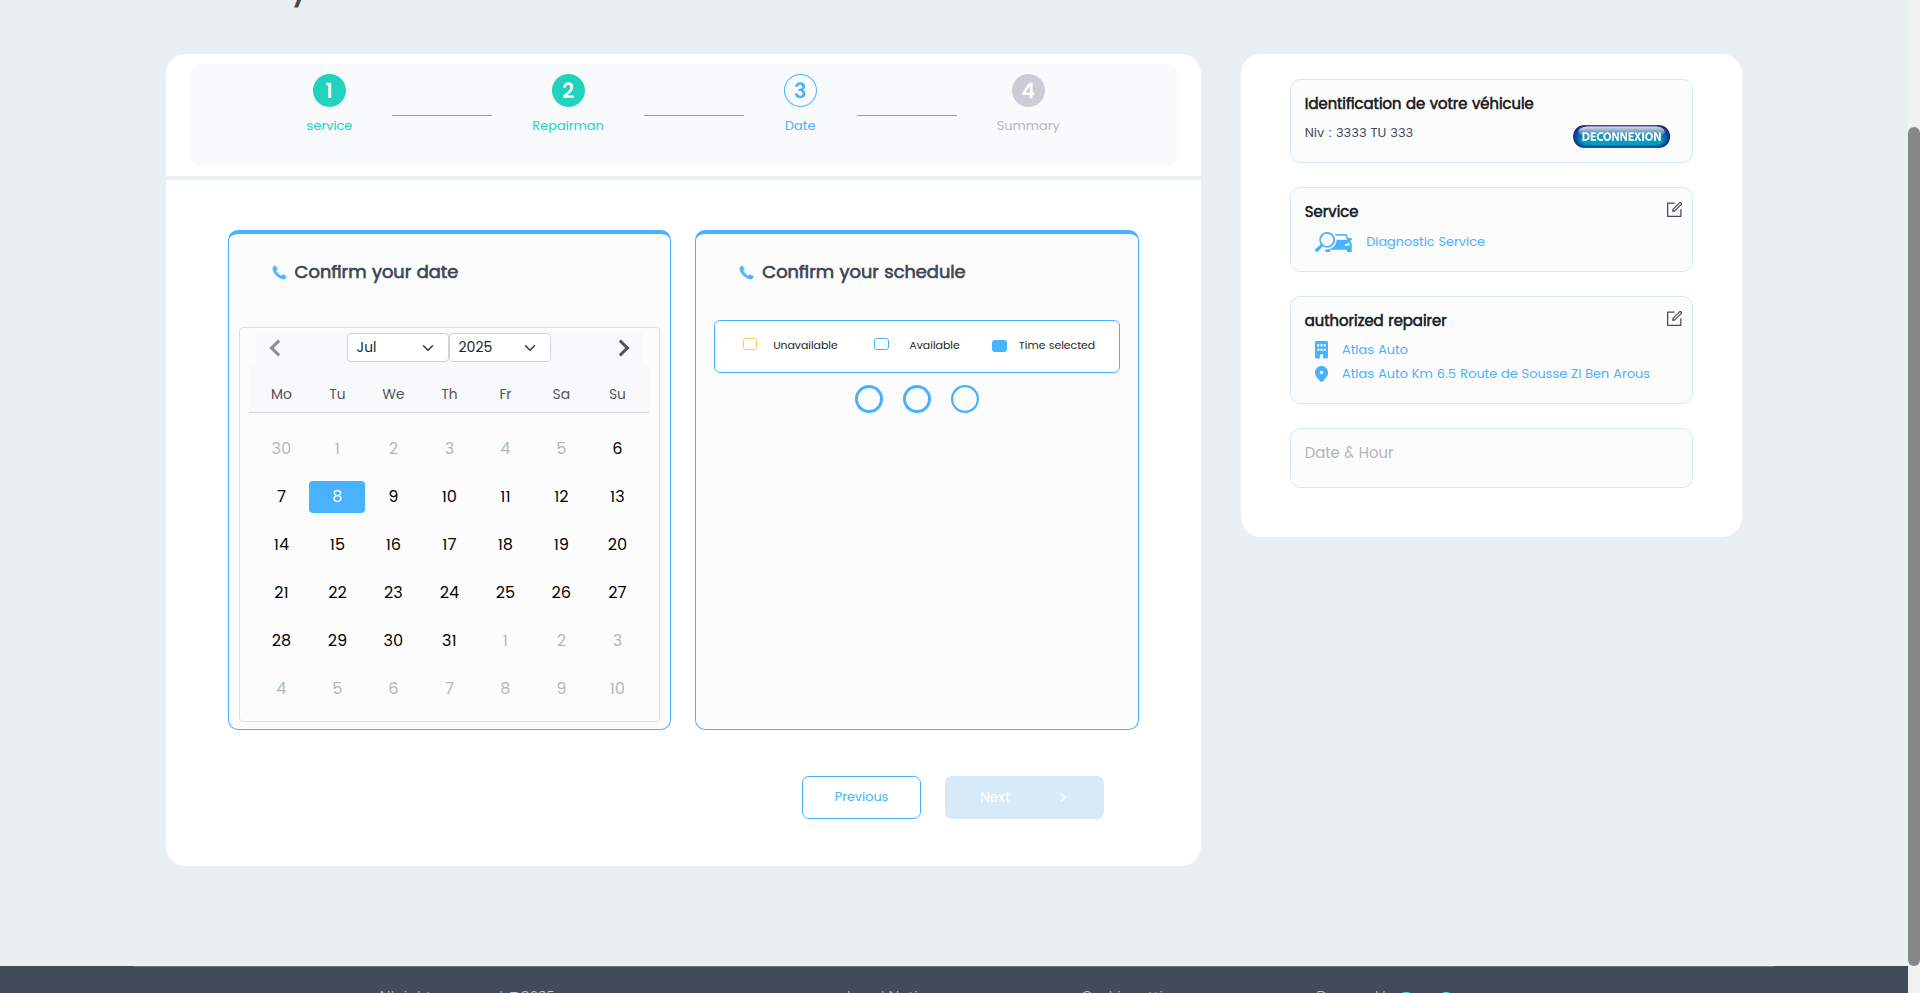 1 2 3 4
service Repairman Date Summary
Confirm your date
Jul 2025
Mo Tu We Th Fr Sa Su
30 1 2 3 4 5 6
7 8 9 10 11 12 13
14 15 16 17 18 19 20
21 22 23 24 25 26 27
28 29 30 31 1 2 3
4 5 6 7 8 9 10
Confirm your schedule
Unavailable Available Time selected
Previous Next
Identification de votre véhicule
Niv : 3333 TU 333
DECONNEXION
Service
Diagnostic Service
authorized repairer
Atlas Auto
Atlas Auto Km 6.5 Route de Sousse ZI Ben Arous
Date & Hour